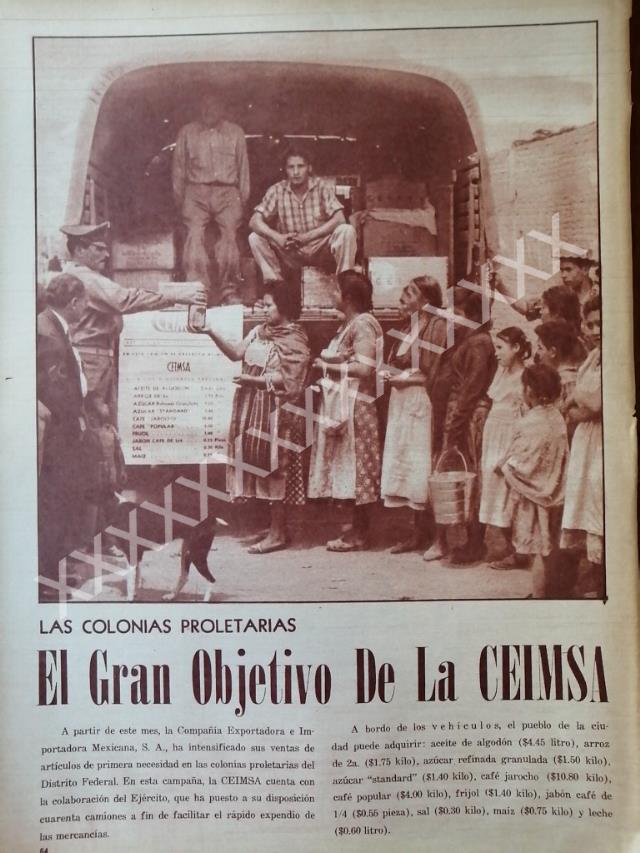 CEIMSA
ACEITE DE ALGODON
ARROZ
AZUCAR
AZUCAR "STANDARD"
CAFE "JAROCHO"
CAFE "POPULAR"
FRIJOL
JABON CAFE DE 1/4
SAL
MAIZ
XXXXXXXXXXXXXXXX
LAS COLONIAS PROLETARIAS
El Gran Objetivo De La CEIMSA
A partir de este mes, la Compañía Exportadora e Im-
portadora Mexicana, S. A., ha intensificado sus ventas de
artículos de primera necesidad en las colonias proletarias del
Distrito Federal. En esta campaña, la CEIMSA cuenta con
la colaboración del Ejército, que ha puesto a su disposición
cuarenta camiones a fin de facilitar el rápido expendio de
las mercancías.
A bordo de los vehículos, el pueblo de la ciu-
dad puede adquirir: aceite de algodón ($4.45 litro), arroz
de 2a. ($1.75 kilo), azúcar refinada granulada ($1.50 kilo),
azúcar "standard" ($1.40 kilo), café jarocho ($10.80 kilo),
café popular ($4.00 kilo), frijol ($1.40 kilo), jabón café de
1/4 ($0.55 pieza), sal ($0.30 kilo), maíz ($0.75 kilo) y leche
($0.60 litro).
64